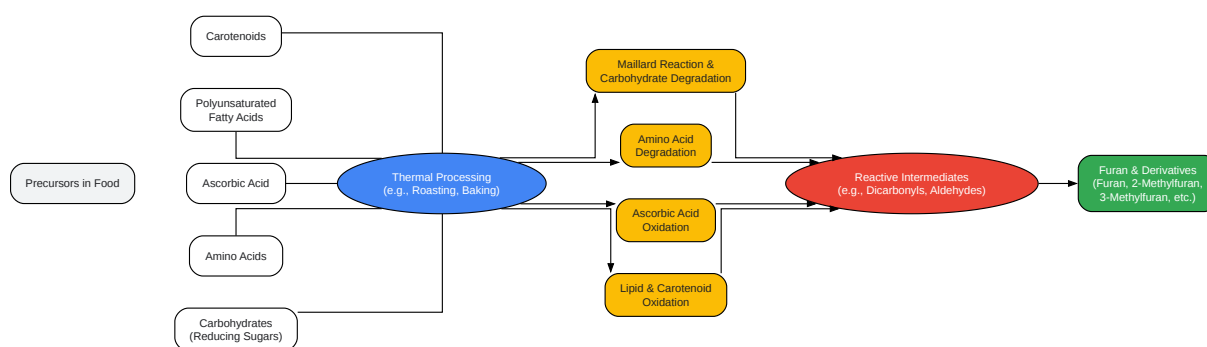 Precursors in Food
Carotenoids
Polyunsaturated
Fatty Acids
Ascorbic Acid
Amino Acids
Carbohydrates
(Reducing Sugars)
Thermal Processing
(e.g., Roasting, Baking)
Maillard Reaction &
Carbohydrate Degradation
Amino Acid
Degradation
Ascorbic Acid
Oxidation
Lipid & Carotenoid
Oxidation
Reactive Intermediates
(e.g., Dicarbonyls, Aldehydes)
Furan & Derivatives
(Furan, 2-Methylfuran,
3-Methylfuran, etc.)